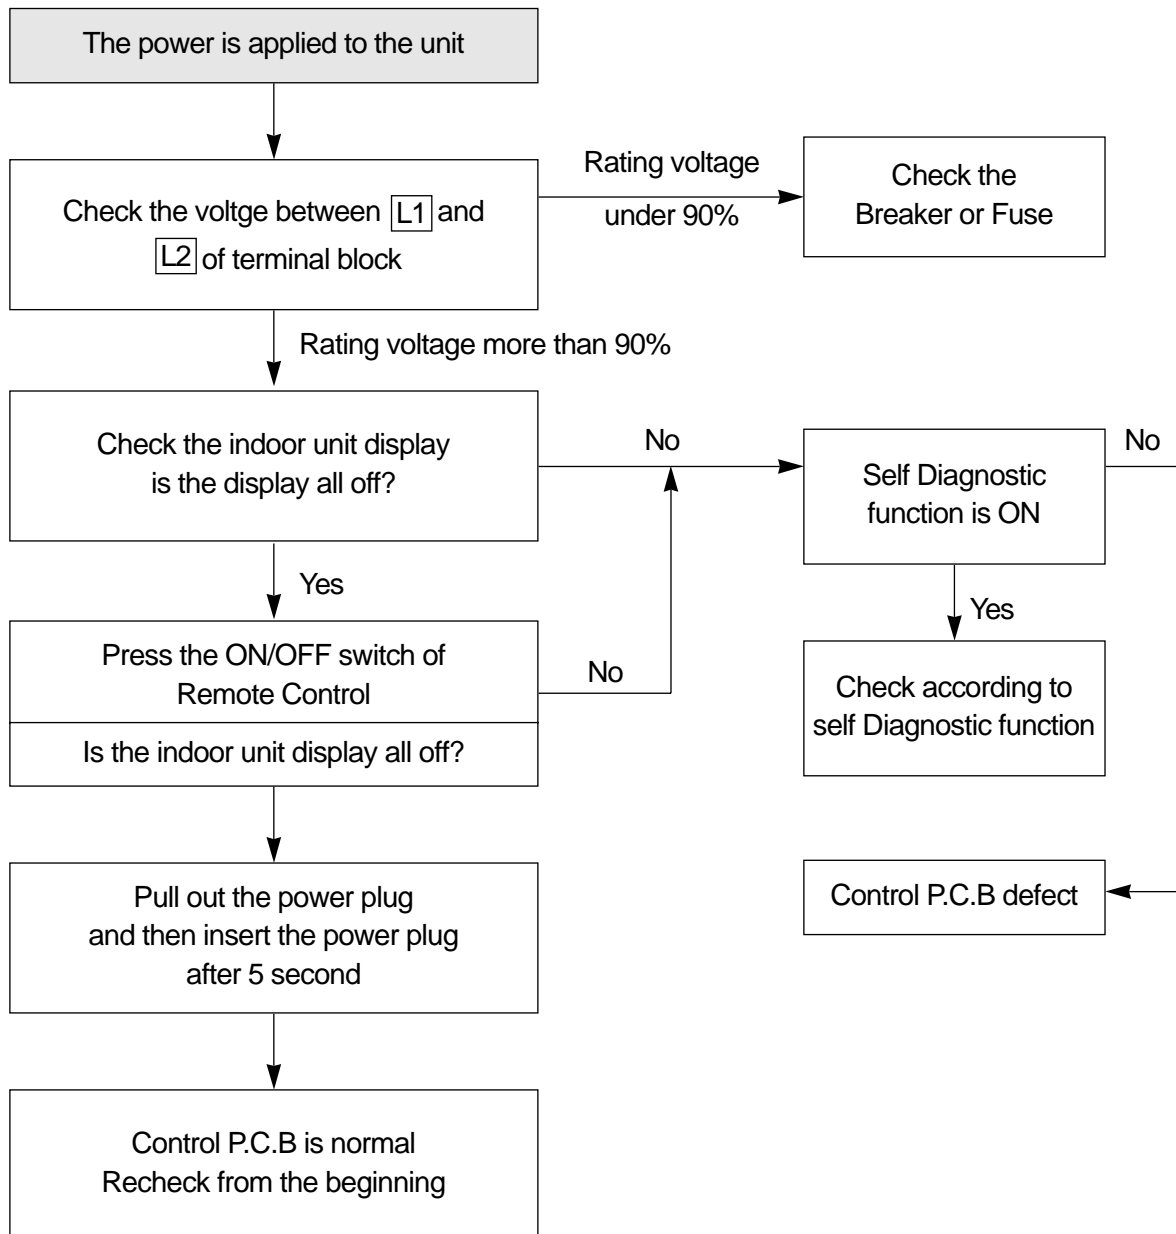 The power is applied to the unit
Check the voltge between L1 and
L2 of terminal block
Rating voltage
under 90%
Check the
Breaker or Fuse
Rating voltage more than 90%
Check the indoor unit display
is the display all off?
No
Self Diagnostic
function is ON
No
Yes
Press the ON/OFF switch of
Remote Control
Is the indoor unit display all off?
No
Yes
Check according to
self Diagnostic function
Pull out the power plug
and then insert the power plug
after 5 second
Control P.C.B defect
Control P.C.B is normal
Recheck from the beginning